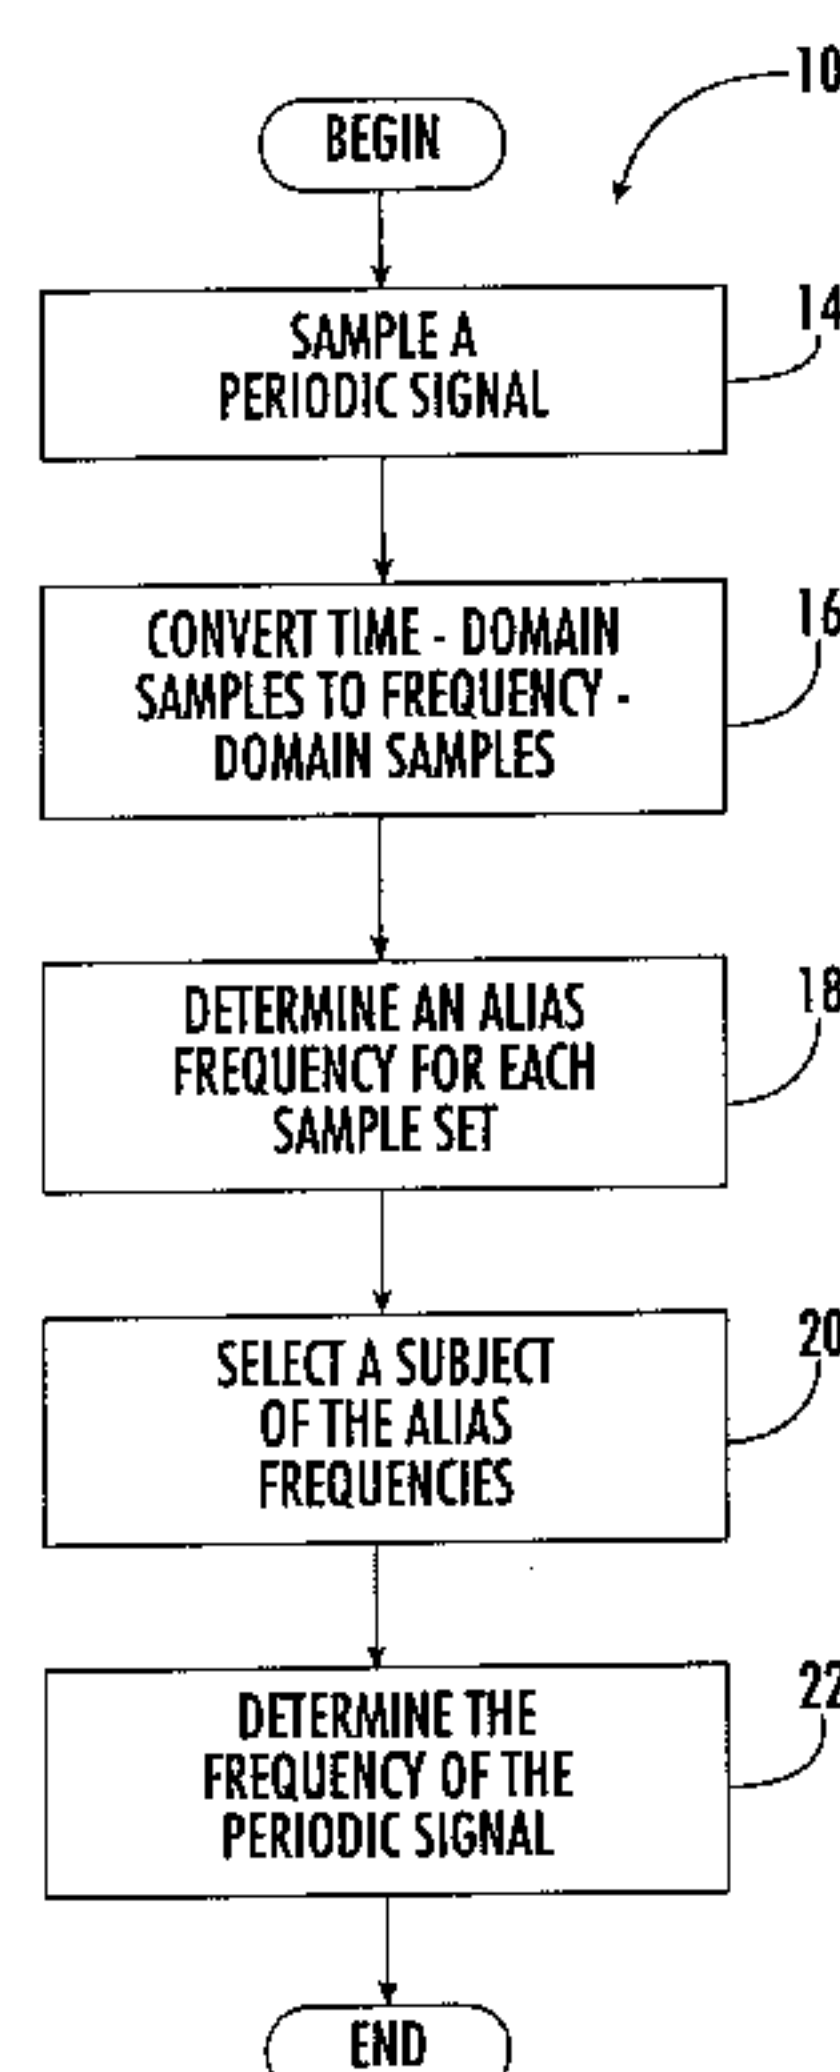 10
BEGIN
14
SAMPLE A
PERIODIC SIGNAL
16
CONVERT TIME - DOMAIN
SAMPLES TO FREQUENCY -
DOMAIN SAMPLES
18
DETERMINE AN ALIAS
FREQUENCY FOR EACH
SAMPLE SET
20
SELECT A SUBJECT
OF THE ALIAS
FREQUENCIES
22
DETERMINE THE
FREQUENCY OF THE
PERIODIC SIGNAL
END